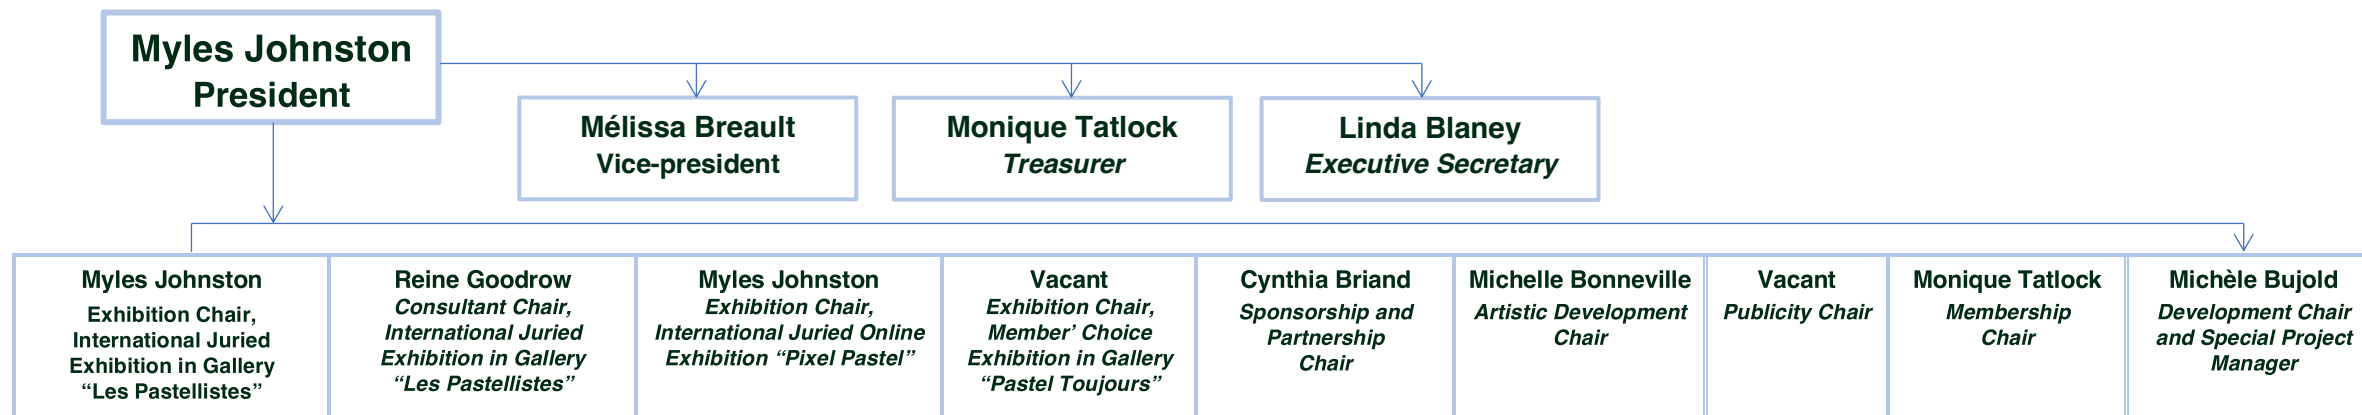 Myles Johnston
President
Mélissa Breault
Vice-president
Monique Tatlock
Treasurer
Linda Blaney
Executive Secretary
Myles Johnston
Exhibition Chair,
International Juried
Exhibition in Gallery
“Les Pastellistes”
Reine Goodrow
Consultant Chair,
International Juried
Exhibition in Gallery
“Les Pastellistes”
Myles Johnston
Exhibition Chair,
International Juried Online
Exhibition “Pixel Pastel”
Vacant
Exhibition Chair,
Member’ Choice
Exhibition in Gallery
“Pastel Toujours”
Cynthia Briand
Sponsorship and
Partnership
Chair
Michelle Bonneville
Artistic Development
Chair
Vacant
Publicity Chair
Monique Tatlock
Membership
Chair
Michèle Bujold
Development Chair
and Special Project
Manager